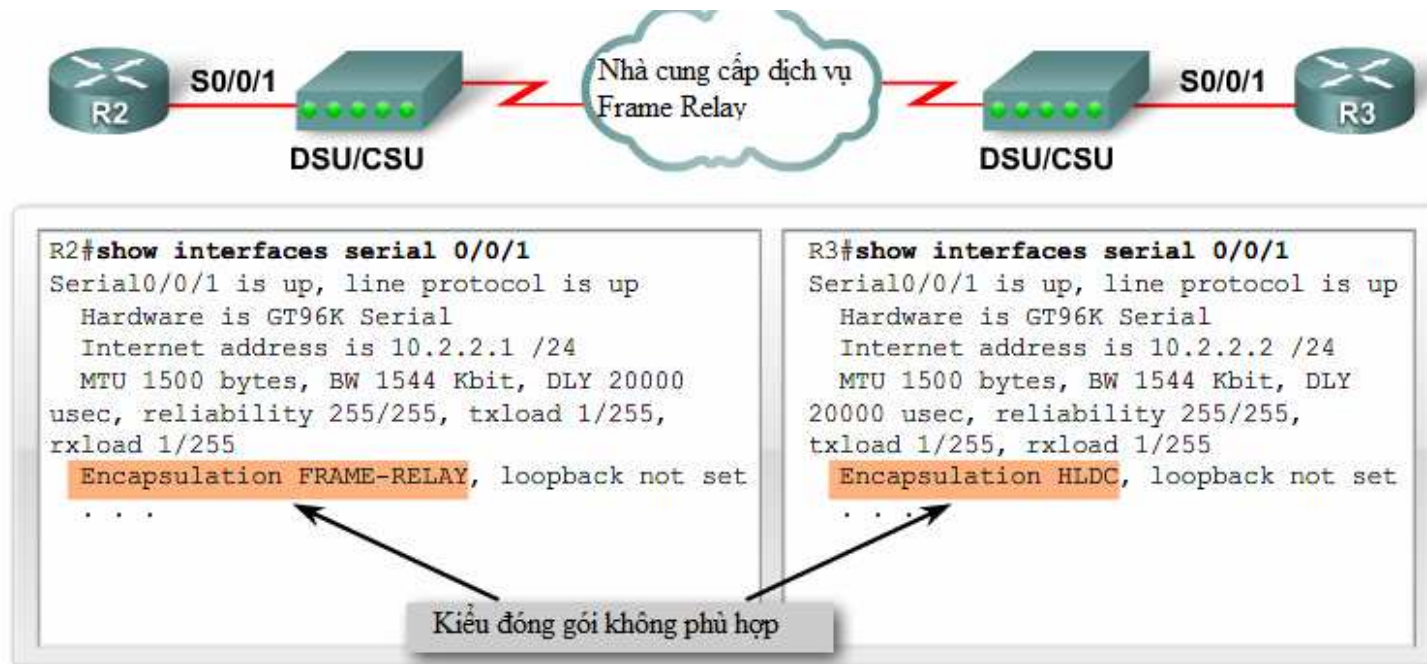 R2
S0/0/1
DSU/CSU
Nhà cung cấp dịch vụ
Frame Relay
DSU/CSU
S0/0/1
R3
R2#show interfaces serial 0/0/1
Serial0/0/1 is up, line protocol is up
Hardware is GT96K Serial
Internet address is 10.2.2.1 /24
MTU 1500 bytes, BW 1544 Kbit, DLY 20000
usec, reliability 255/255, txload 1/255,
rxload 1/255
Encapsulation FRAME-RELAY, loopback not set
. . .
R3#show interfaces serial 0/0/1
Serial0/0/1 is up, line protocol is up
Hardware is GT96K Serial
Internet address is 10.2.2.2 /24
MTU 1500 bytes, BW 1544 Kbit, DLY
20000 usec, reliability 255/255,
txload 1/255, rxload 1/255
Encapsulation HLDC, loopback not set
. . .
Kiểu đóng gói không phù hợp